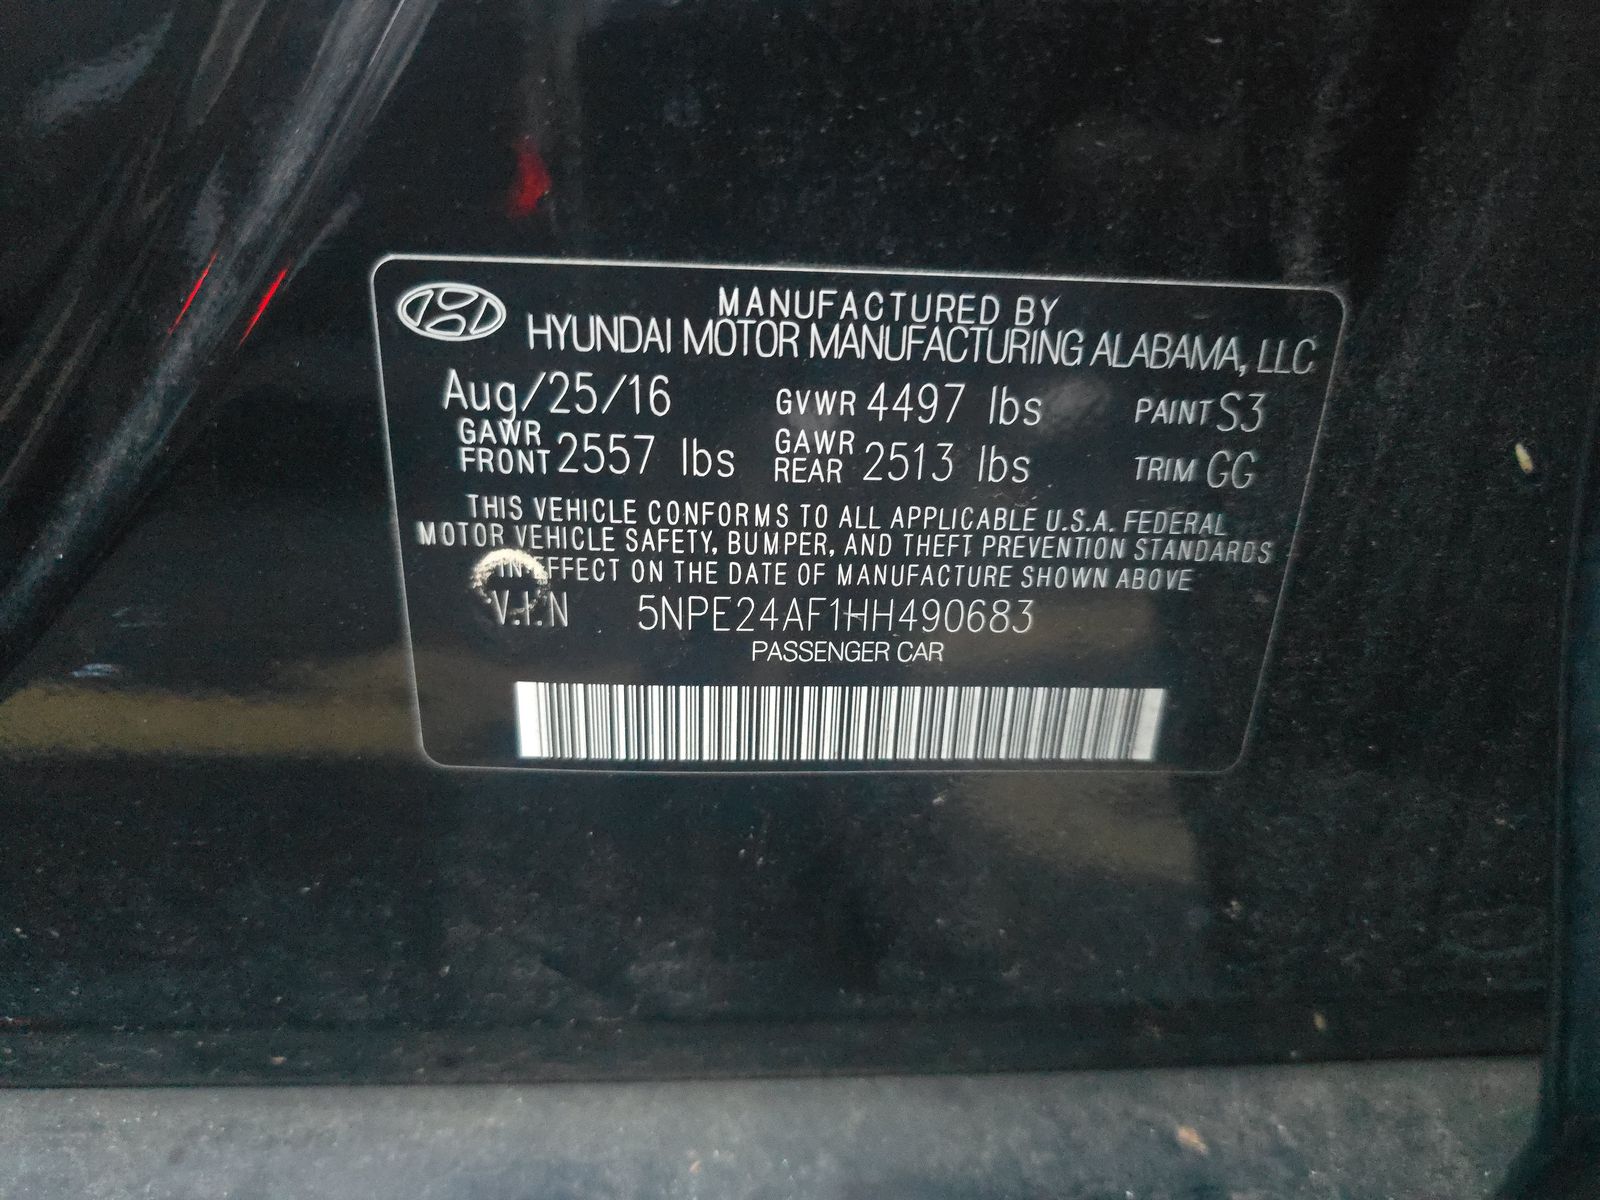 MANUFACTURED BY
HYUNDAI MOTOR MANUFACTURING ALABAMA, LLC
Aug/25/16 GVWR 4497 lbs PAINT S3
GAWR FRONT 2557 lbs GAWR REAR 2513 lbs TRIM GG
THIS VEHICLE CONFORMS TO ALL APPLICABLE U.S.A. FEDERAL
MOTOR VEHICLE SAFETY, BUMPER, AND THEFT PREVENTION STANDARDS
IN EFFECT ON THE DATE OF MANUFACTURE SHOWN ABOVE
V.I.N 5NPE24AF1HH490683
PASSENGER CAR